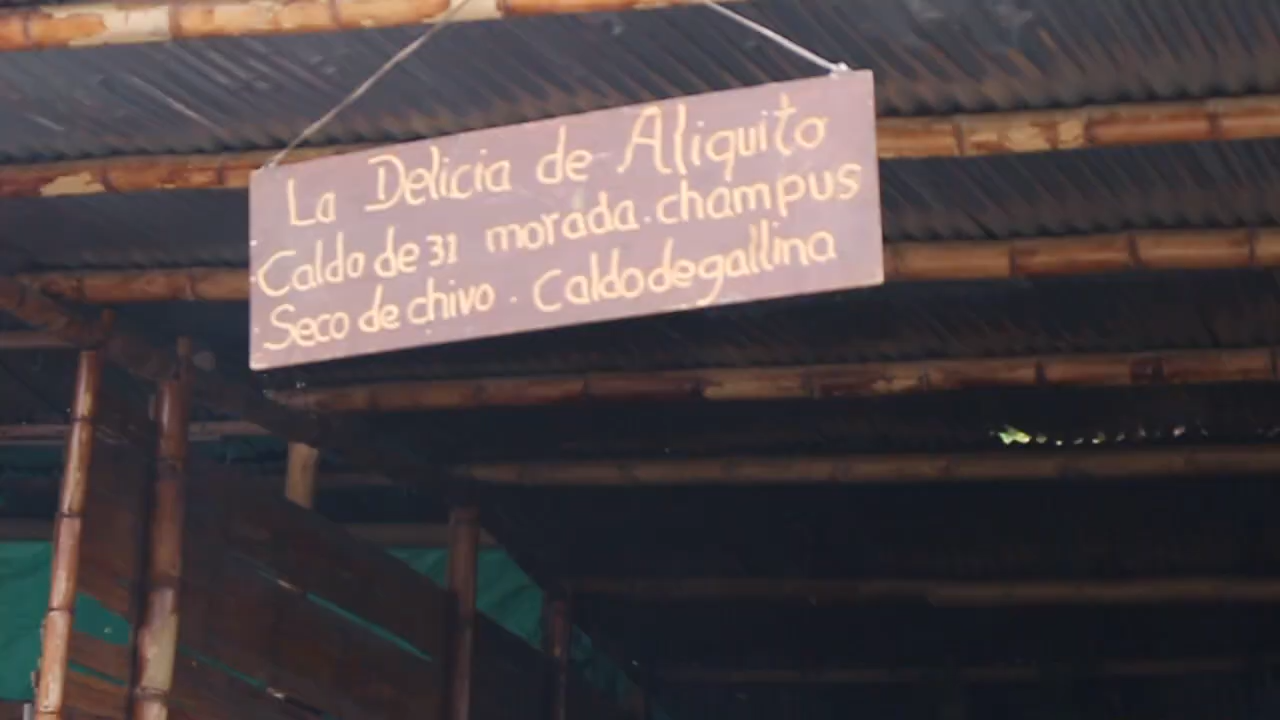 La Delicia de Aliquito
Caldo de 31 morada. champus
Seco de chivo. Caldo de gallina